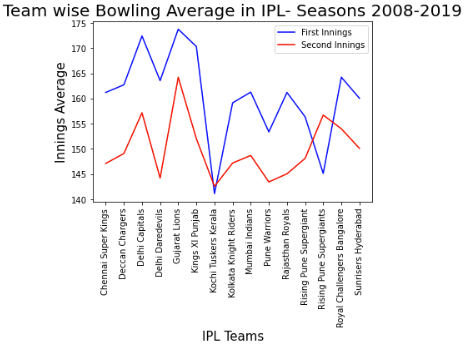 Team wise Bowling Average in IPL- Seasons 2008-2019
First Innings
Second Innings
Innings Average
175
170
165
160
155
150
145
140
Chennai Super Kings
Deccan Chargers
Delhi Capitals
Delhi Daredevils
Gujarat Lions
Kings XI Punjab
Kochi Tuskers Kerala
Kolkata Knight Riders
Mumbai Indians
Pune Warriors
Rajasthan Royals
Rising Pune Supergiant
Rising Pune Supergiants
Royal Challengers Bangalore
Sunrisers Hyderabad
IPL Teams